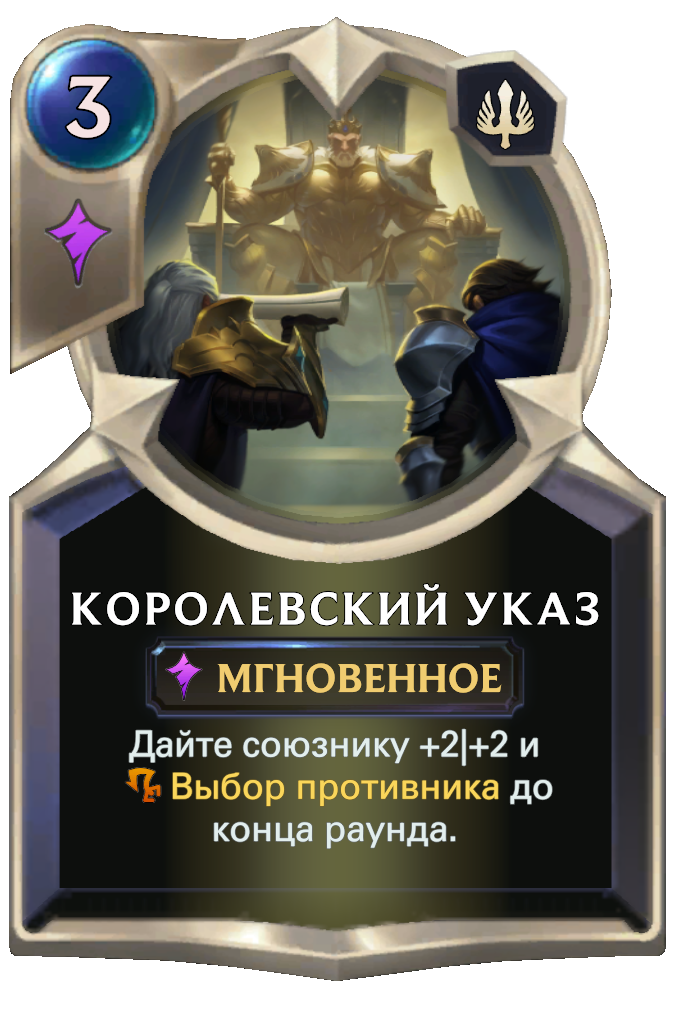 3
КОРОЛЕВСКИЙ УКАЗ
МГНОВЕННОЕ
Дайте союзнику +2|+2 и
Выбор противника до
конца раунда.